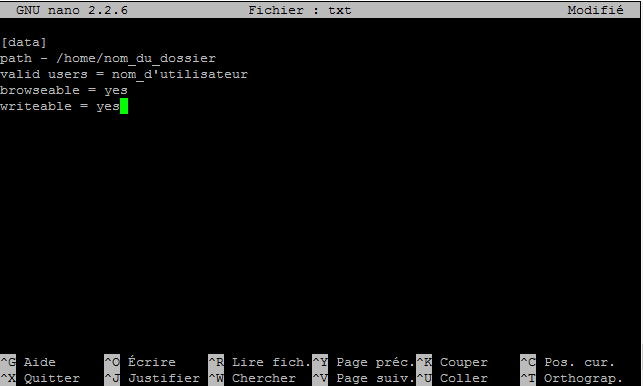 GNU nano 2.2.6 Fichier : txt Modifié
[data]
path - /home/nom_du_dossier
valid users = nom_d'utilisateur
browseable = yes
writeable = yes
^G Aide ^O Écrire ^R Lire fich. ^Y Page préc. ^K Couper ^C Pos. cur.
^X Quitter ^J Justifier ^W Chercher ^V Page suiv. ^U Coller ^T Orthograp.